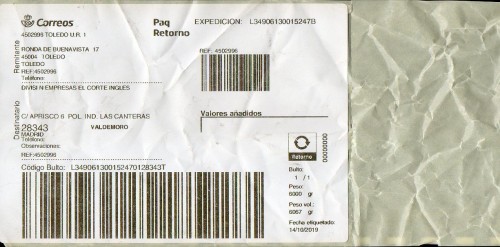 Correos
Paq
Retorno
EXPEDICION: L34906130015247B
4502996 TOLEDO U.R. 1
Remitente
RONDA DE BUENAVISTA 17
45004 TOLEDO
TOLEDO
REF:4502996
Teléfono:
REF: 4502996
DIVISI N EMPRESAS EL CORTE INGLES
Destinatario
C/ APRISCO 6 POL. IND. LAS CANTERAS
28343 VALDEMORO
MADRID
Teléfono:
Observaciones:
REF:4502996
Valores añadidos
Retorno
00000000
Código Bulto: L349061300152470128343T
Bulto:
1 / 1
Peso:
6000 gr
Peso vol.:
6067 gr
Fecha etiquetado:
14/10/2019